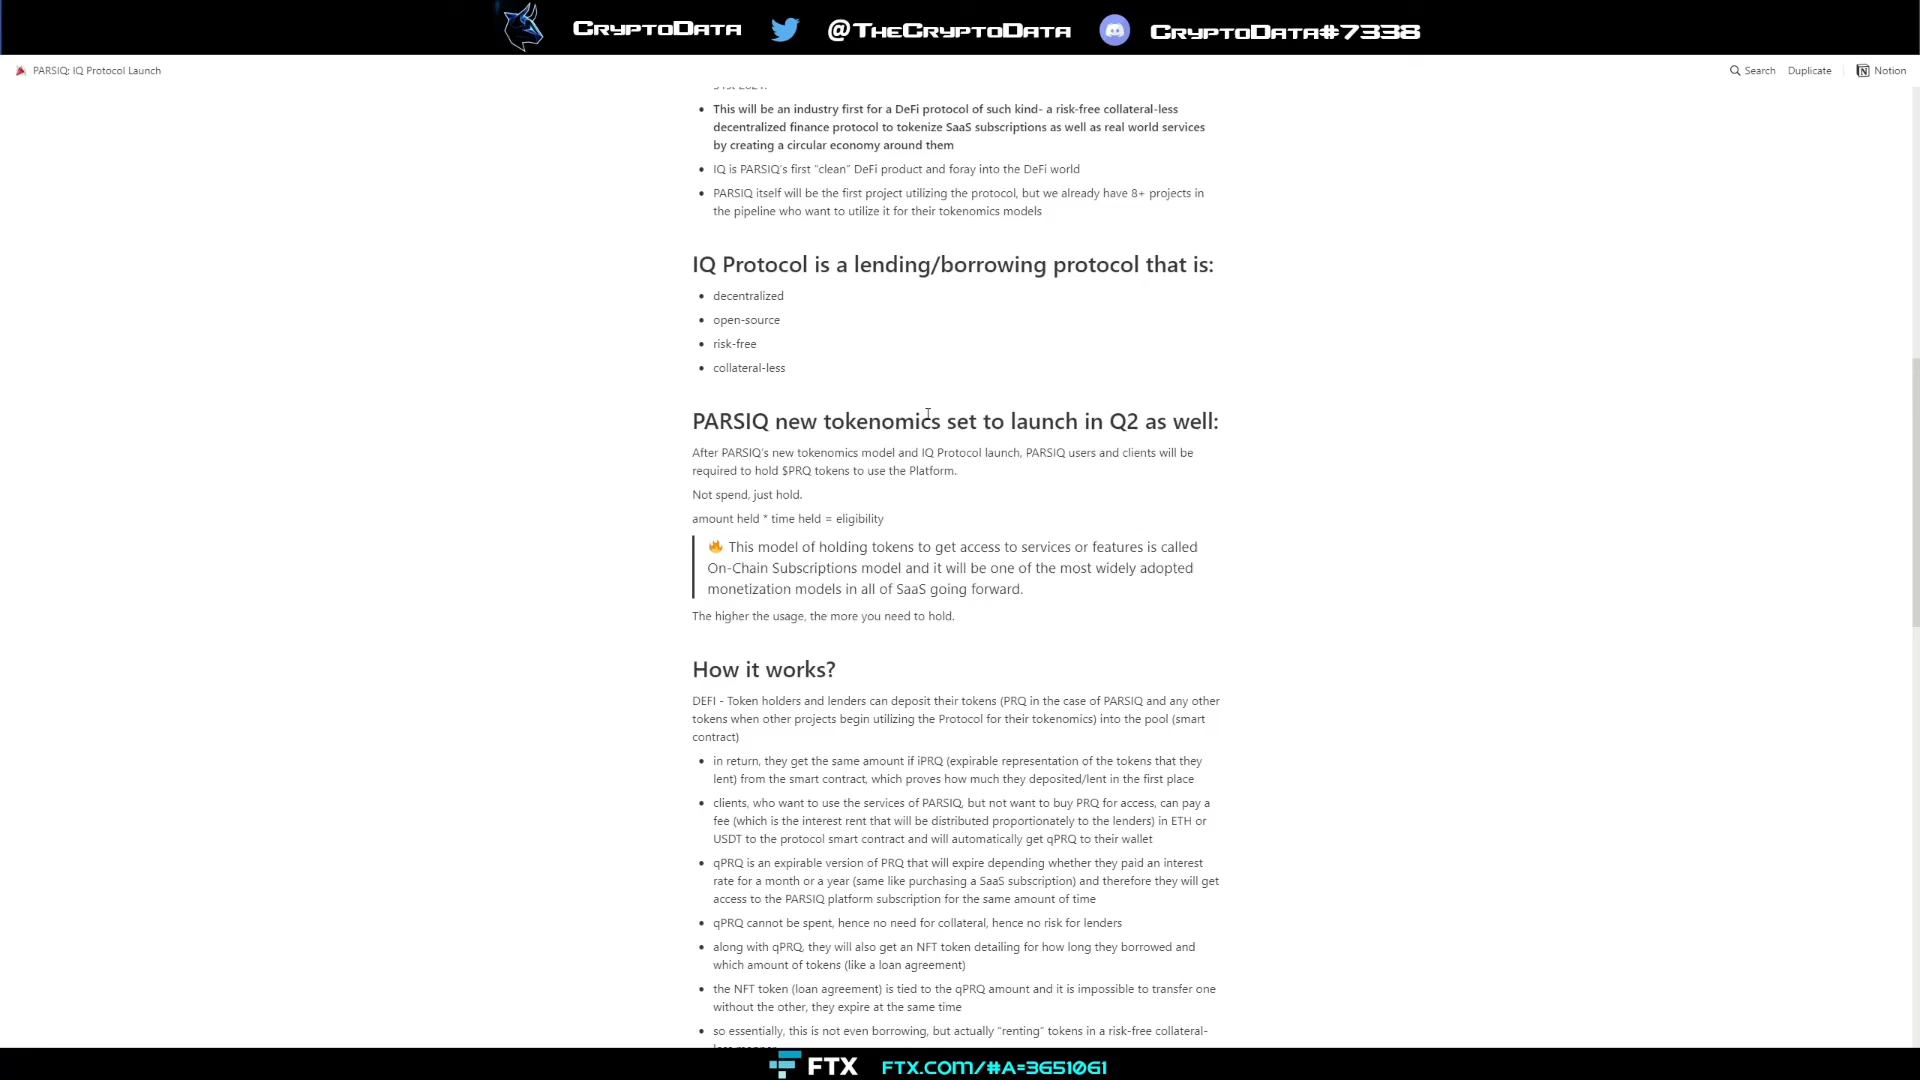 CryptoData @TheCryptoData CryptoData#7338
PARSIQ: IQ Protocol Launch Search Duplicate Notion
This will be an industry first for a DeFi protocol of such kind- a risk-free collateral-less
decentralized finance protocol to tokenize SaaS subscriptions as well as real world services
by creating a circular economy around them
IQ is PARSIQ's first "clean" DeFi product and foray into the DeFi world
PARSIQ itself will be the first project utilizing the protocol, but we already have 8+ projects in
the pipeline who want to utilize it for their tokenomics models
IQ Protocol is a lending/borrowing protocol that is:
decentralized
open-source
risk-free
collateral-less
PARSIQ new tokenomics set to launch in Q2 as well:
After PARSIQ's new tokenomics model and IQ Protocol launch, PARSIQ users and clients will be
required to hold $PRQ tokens to use the Platform.
Not spend, just hold.
amount held * time held = eligibility
🔥 This model of holding tokens to get access to services or features is called
On-Chain Subscriptions model and it will be one of the most widely adopted
monetization models in all of SaaS going forward.
The higher the usage, the more you need to hold.
How it works?
DEFI - Token holders and lenders can deposit their tokens (PRQ in the case of PARSIQ and any other
tokens when other projects begin utilizing the Protocol for their tokenomics) into the pool (smart
contract)
in return, they get the same amount if iPRQ (expirable representation of the tokens that they
lent) from the smart contract, which proves how much they deposited/lent in the first place
clients, who want to use the services of PARSIQ, but not want to buy PRQ for access, can pay a
fee (which is the interest rent that will be distributed proportionately to the lenders) in ETH or
USDT to the protocol smart contract and will automatically get qPRQ to their wallet
qPRQ is an expirable version of PRQ that will expire depending whether they paid an interest
rate for a month or a year (same like purchasing a SaaS subscription) and therefore they will get
access to the PARSIQ platform subscription for the same amount of time
qPRQ cannot be spent, hence no need for collateral, hence no risk for lenders
along with qPRQ, they will also get an NFT token detailing for how long they borrowed and
which amount of tokens (like a loan agreement)
the NFT token (loan agreement) is tied to the qPRQ amount and it is impossible to transfer one
without the other, they expire at the same time
so essentially, this is not even borrowing, but actually "renting" tokens in a risk-free collateral-
FTX FTX.com/#a=3651061